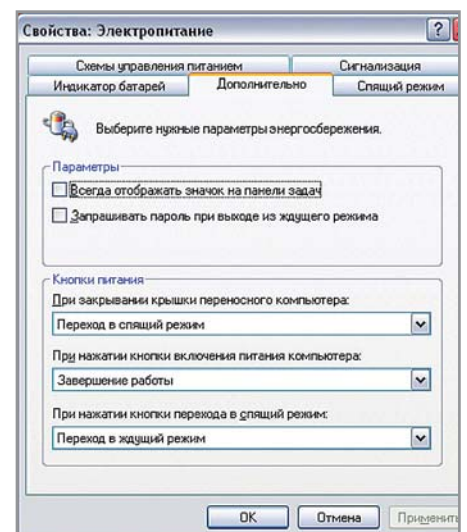 Свойства: Электропитание
Схемы управления питанием Сигнализация
Индикатор батарей Дополнительно Спящий режим
Выберите нужные параметры энергосбережения.
Параметры
Всегда отображать значок на панели задач
Запрашивать пароль при выходе из ждущего режима
Кнопки питания
При закрывании крышки переносного компьютера:
Переход в спящий режим
При нажатии кнопки включения питания компьютера:
Завершение работы
При нажатии кнопки перехода в спящий режим:
Переход в ждущий режим
OK Отмена Применить